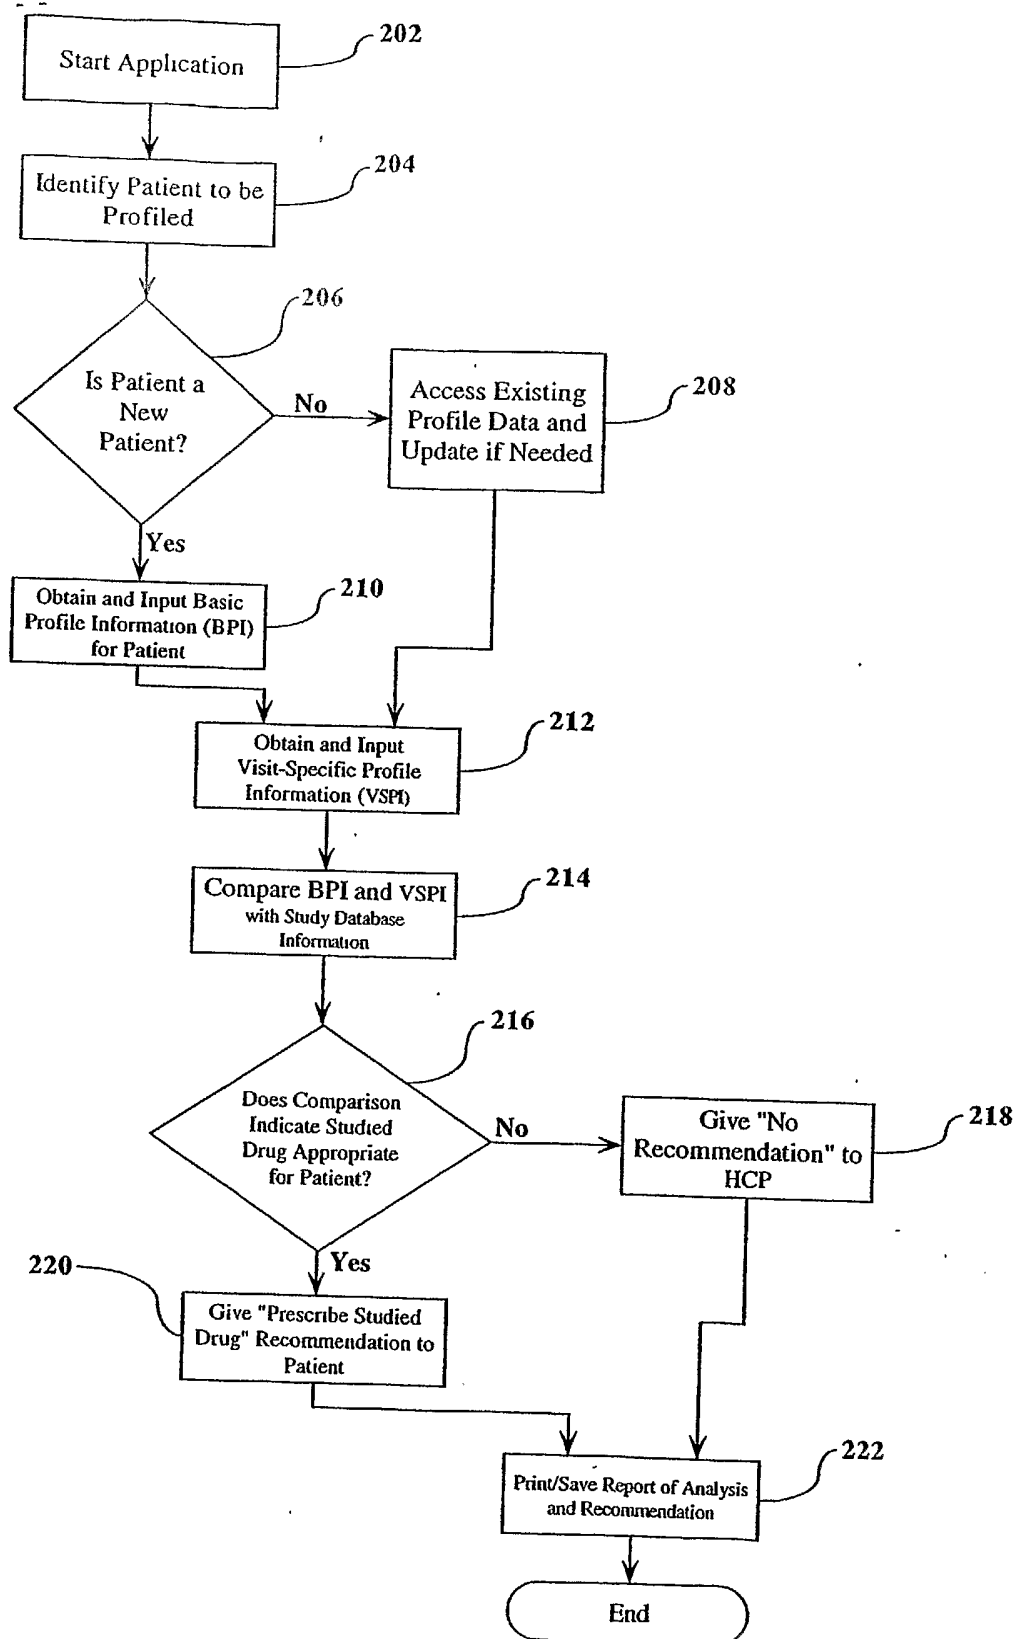 202
Start Application
204
Identify Patient to be
Profiled
206
Is Patient a
New
Patient?
No
Access Existing
Profile Data and
Update if Needed
208
Yes
Obtain and Input Basic
Profile Information (BPI)
for Patient
210
Obtain and Input
Visit-Specific Profile
Information (VSPI)
212
Compare BPI and VSPI
with Study Database
Information
214
216
Does Comparison
Indicate Studied
Drug Appropriate
for Patient?
No
Give "No
Recommendation" to
HCP
218
Yes
220
Give "Prescribe Studied
Drug" Recommendation to
Patient
222
Print/Save Report of Analysis
and Recommendation
End